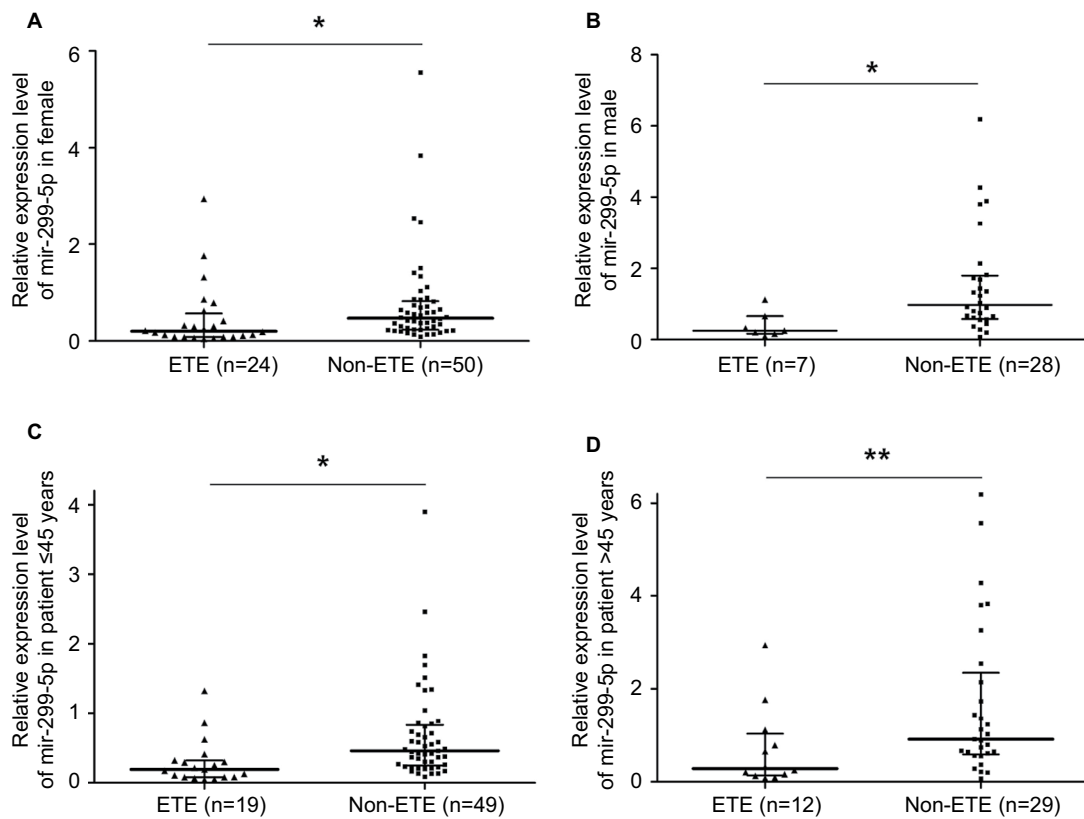 A
*
Relative expression level
of mir-299-5p in female
6
4
2
0
ETE (n=24)
Non-ETE (n=50)
B
*
Relative expression level
of mir-299-5p in male
8
6
4
2
0
ETE (n=7)
Non-ETE (n=28)
C
*
Relative expression level
of mir-299-5p in patient ≤45 years
4
3
2
1
0
ETE (n=19)
Non-ETE (n=49)
D
**
Relative expression level
of mir-299-5p in patient >45 years
6
4
2
0
ETE (n=12)
Non-ETE (n=29)